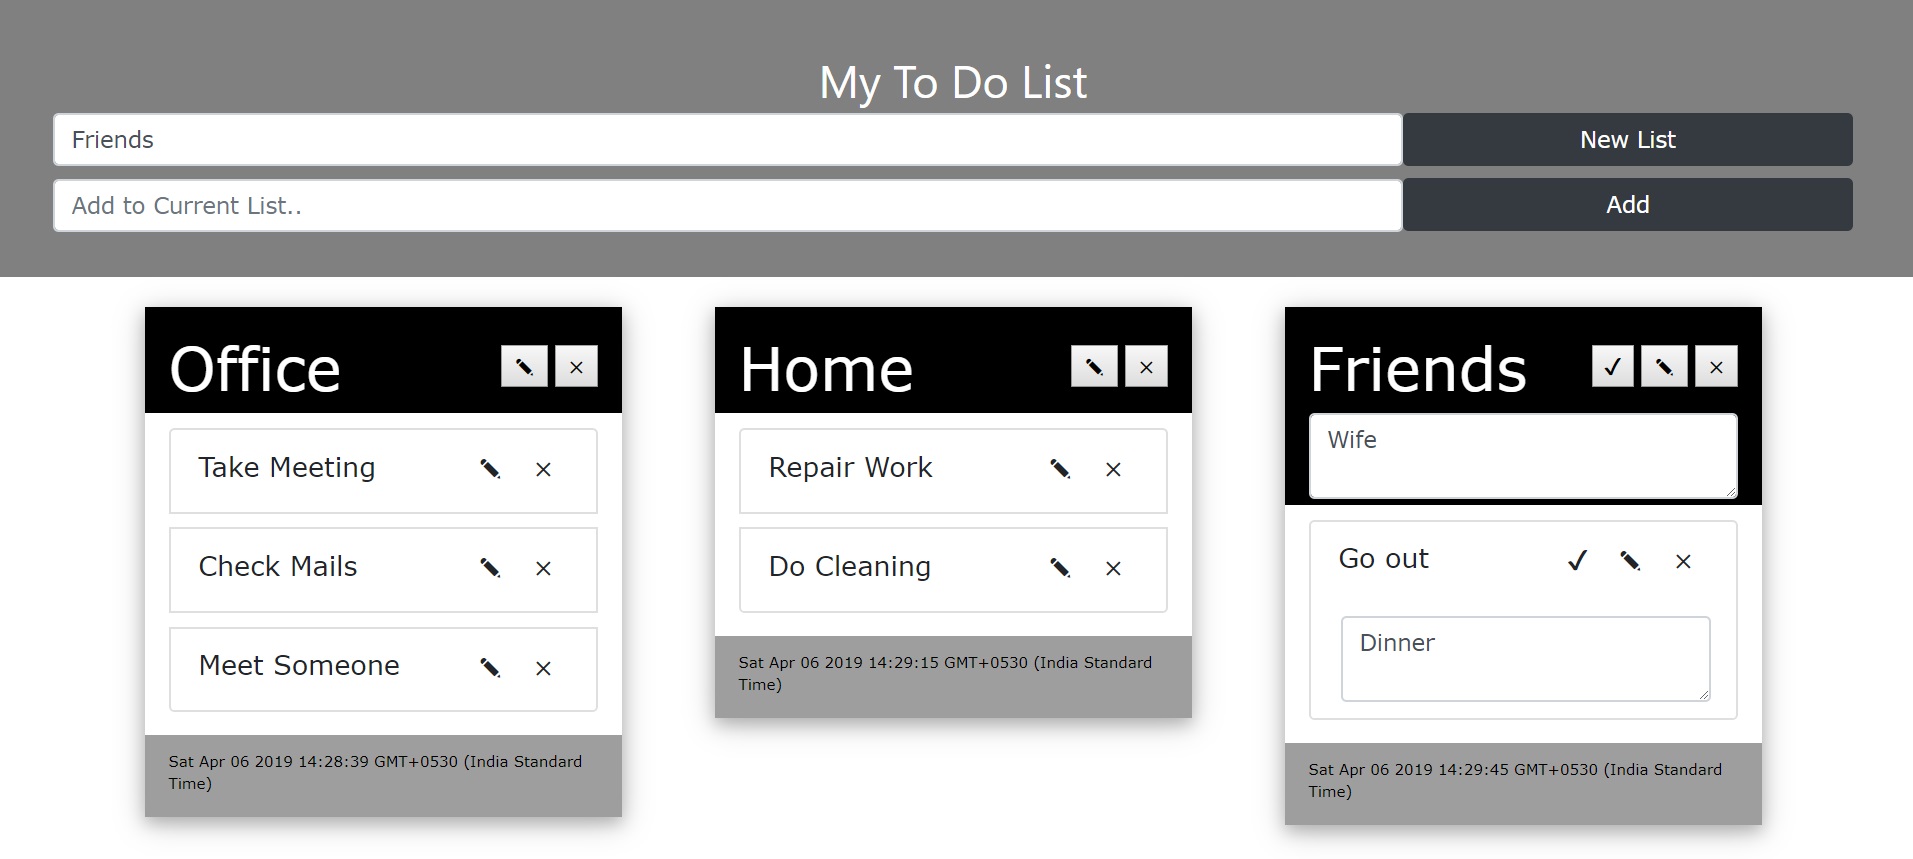 My To Do List
Friends
New List
Add to Current List..
Add
Office
Take Meeting
Check Mails
Meet Someone
Sat Apr 06 2019 14:28:39 GMT+0530 (India Standard
Time)
Home
Repair Work
Do Cleaning
Sat Apr 06 2019 14:29:15 GMT+0530 (India Standard
Time)
Friends
Wife
Go out
Dinner
Sat Apr 06 2019 14:29:45 GMT+0530 (India Standard
Time)